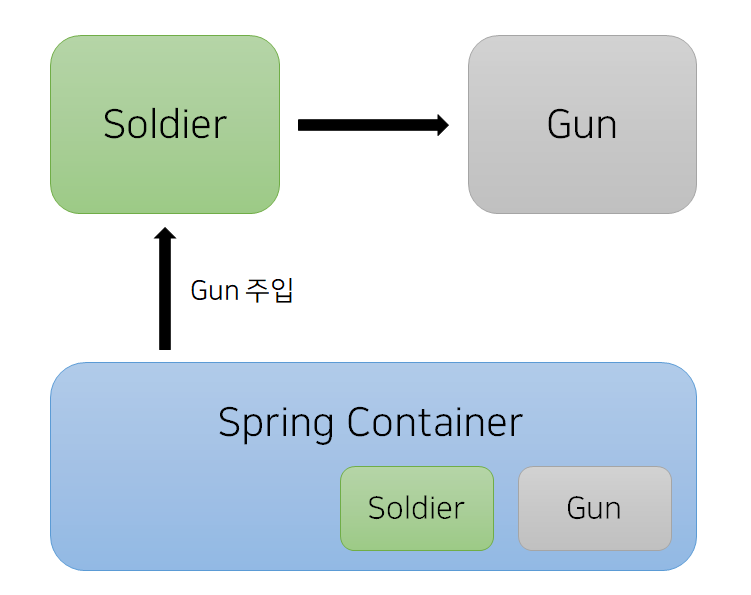 Soldier
Gun
Gun 주입
Spring Container
Soldier
Gun